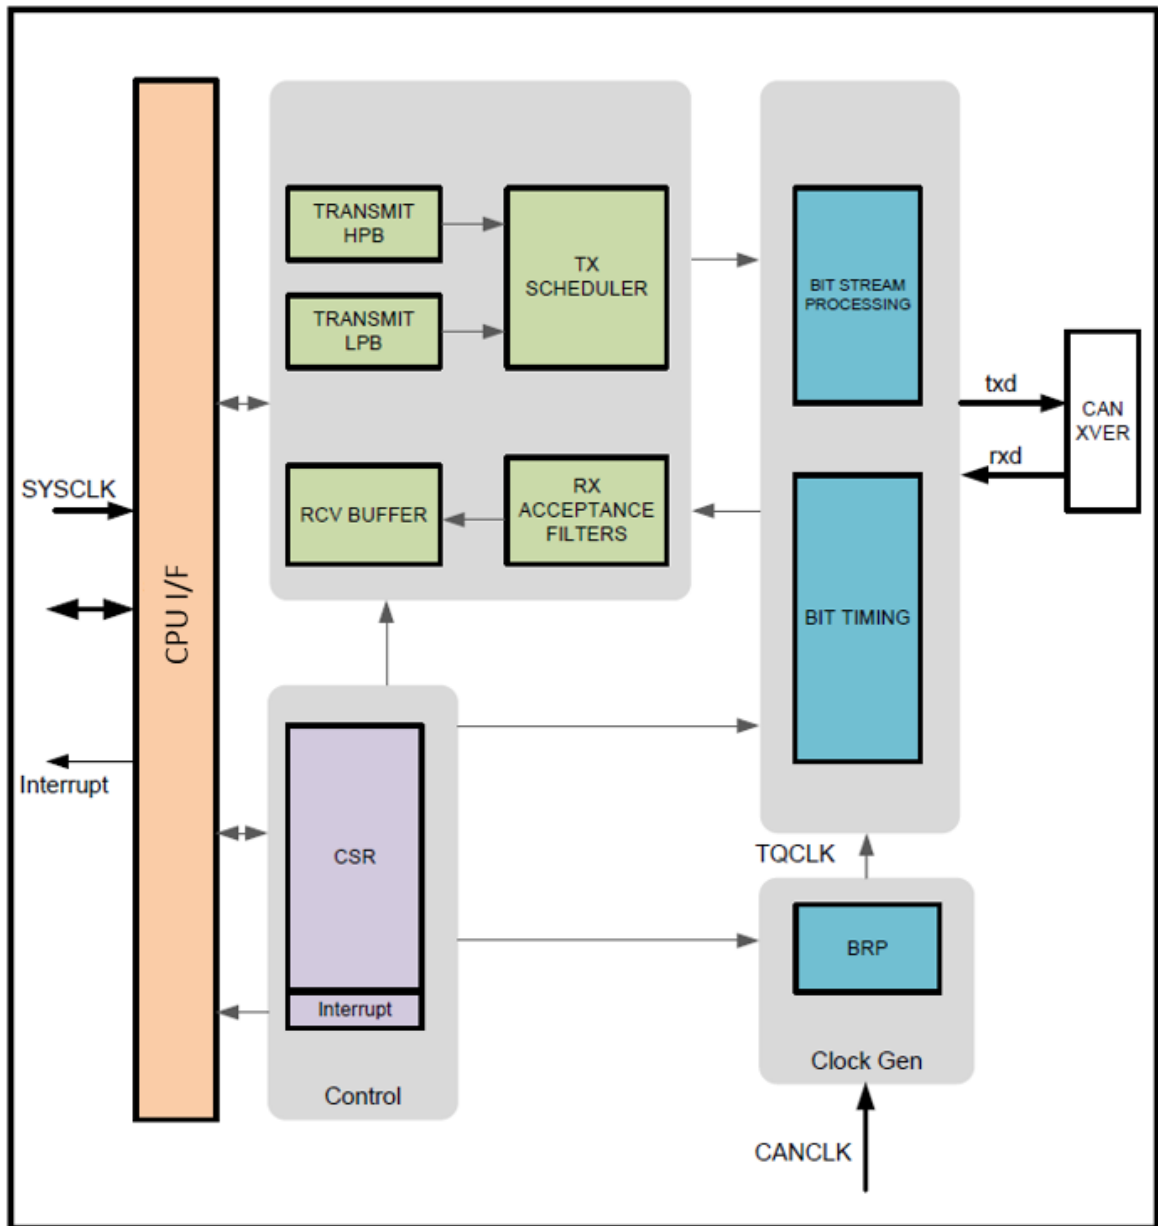 TRANSMIT
HPB
TX
SCHEDULER
TRANSMIT
LPB
BIT STREAM
PROCESSING
txd
CAN
XVER
rxd
SYSCLK
RCV BUFFER
RX
ACCEPTANCE
FILTERS
CPU I/F
BIT TIMING
Interrupt
CSR
TQCLK
BRP
Interrupt
Clock Gen
Control
CANCLK